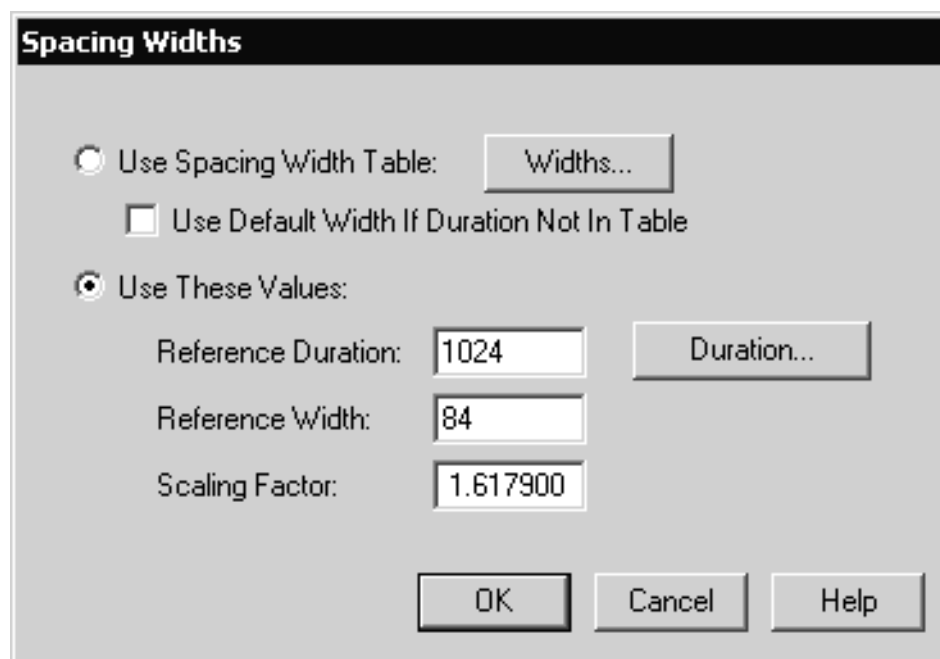 Spacing Widths
Use Spacing Width Table: Widths...
Use Default Width If Duration Not In Table
Use These Values:
Reference Duration: 1024 Duration...
Reference Width: 84
Scaling Factor: 1.617900
OK Cancel Help